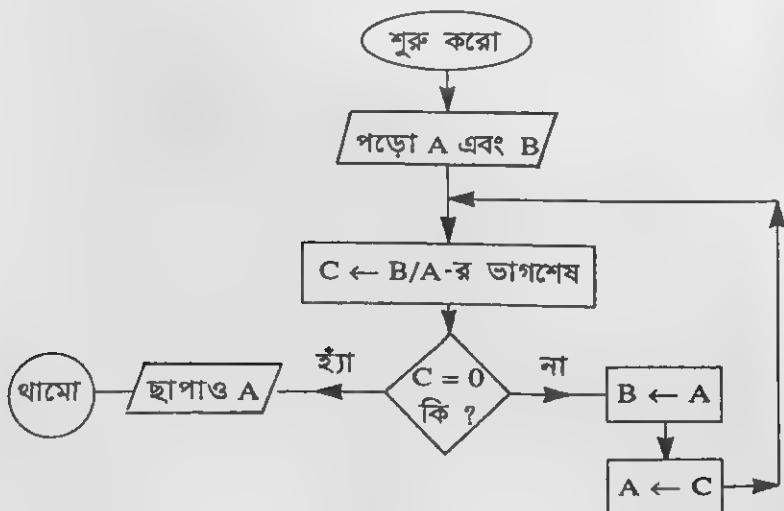 শুরু করো
পড়ো A এবং B
C ← B/A-র ভাগশেষ
C = 0
কি ?
হ্যাঁ
না
ছাপাও A
থামো
B ← A
A ← C